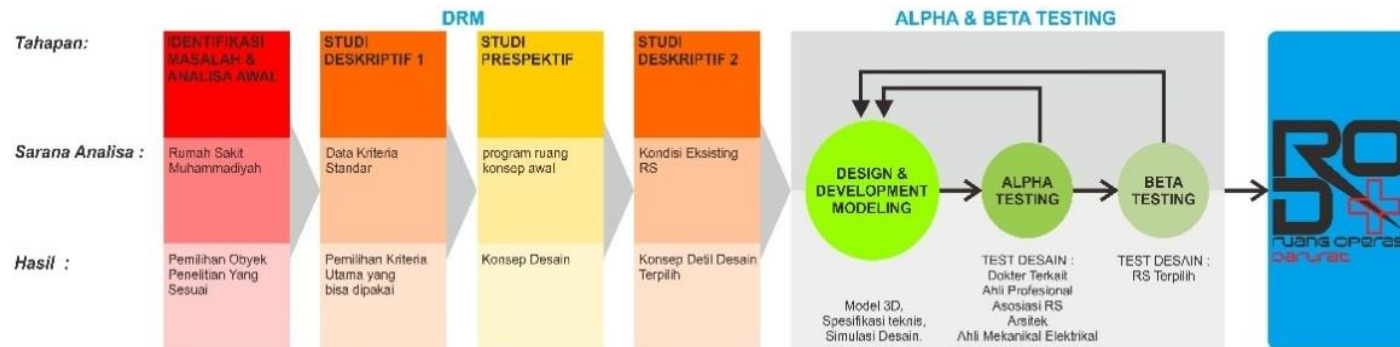 DRM
ALPHA & BETA TESTING
Tahapan:
IDENTIFIKASI
MASALAH &
ANALISA AWAL
STUDI
DESKRIPTIF 1
STUDI
PRESPEKTIF
STUDI
DESKRIPTIF 2
Sarana Analisa :
Rumah Sakit
Muhammadiyah
Data Kriteria
Standar
program ruang
konsep awal
Kondisi Eksisting
RS
Hasil :
Pemilihan Obyek
Penelitian Yang
Sesuai
Pemilihan Kriteria
Utama yang
bisa dipakai
Konsep Desain
Konsep Detil Desain
Terpilih
DESIGN &
DEVELOPMENT
MODELING
ALPHA
TESTING
BETA
TESTING
Model 3D,
Spesifikasi teknis,
Simulasi Desain.
TEST DESAIN :
Dokter Terkait
Ahli Profesional
Asosiasi RS
Arsitek
Ahli Mekanikal Elektrikal
TEST DESAIN :
RS Terpilih
RO
D+
ruang operas
darurat